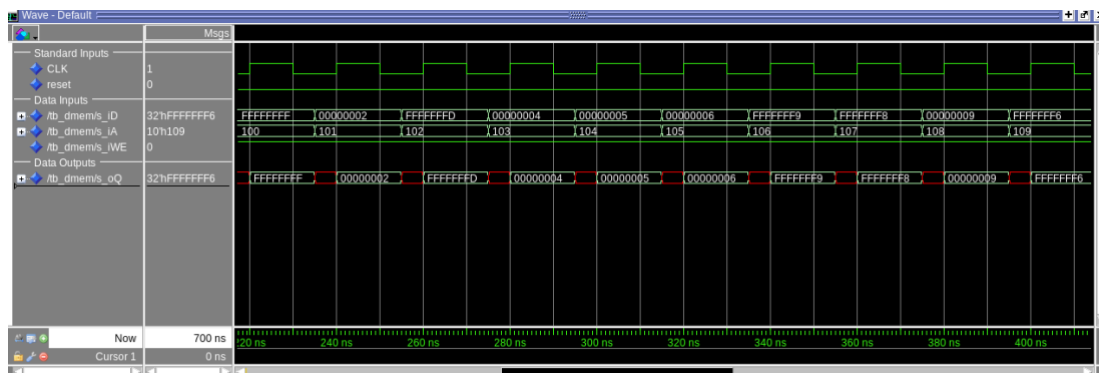 Wave - Default
Msgs
Standard Inputs
CLK 1
reset 0
Data Inputs
/tb_dmem/s_iD 32'hFFFFFFF6 FFFFFFFF 00000002 FFFFFFFD 00000004 00000005 00000006 FFFFFFF9 FFFFFFF8 00000009 FFFFFFF6
/tb_dmem/s_iA 10'h109 100 101 102 103 104 105 106 107 108 109
/tb_dmem/s_iWE 0
Data Outputs
/tb_dmem/s_oQ 32'hFFFFFFF6 FFFFFFFF 00000002 FFFFFFFD 00000004 00000005 00000006 FFFFFFF9 FFFFFFF8 00000009 FFFFFFF6
Now 700 ns 20 ns 240 ns 260 ns 280 ns 300 ns 320 ns 340 ns 360 ns 380 ns 400 ns
Cursor 1 0 ns